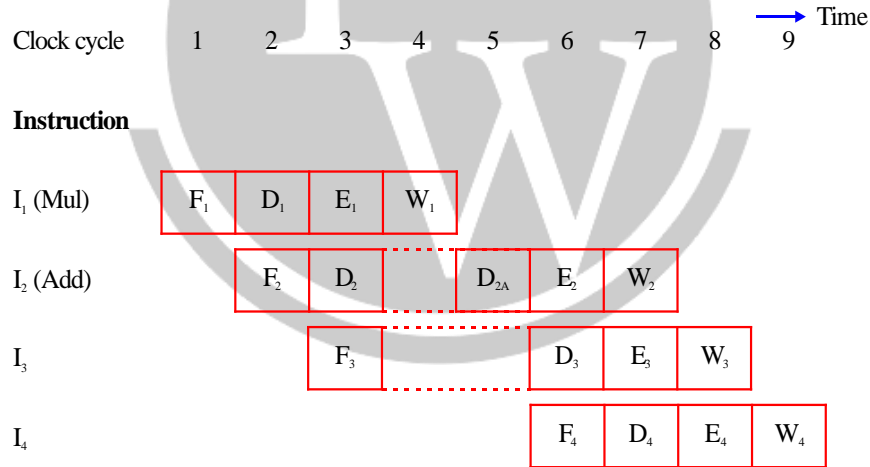 Time
Clock cycle 1 2 3 4 5 6 7 8 9
Instruction
I₁ (Mul) F₁ D₁ E₁ W₁
I₂ (Add) F₂ D₂ D₂A E₂ W₂
I₃ F₃ D₃ E₃ W₃
I₄ F₄ D₄ E₄ W₄